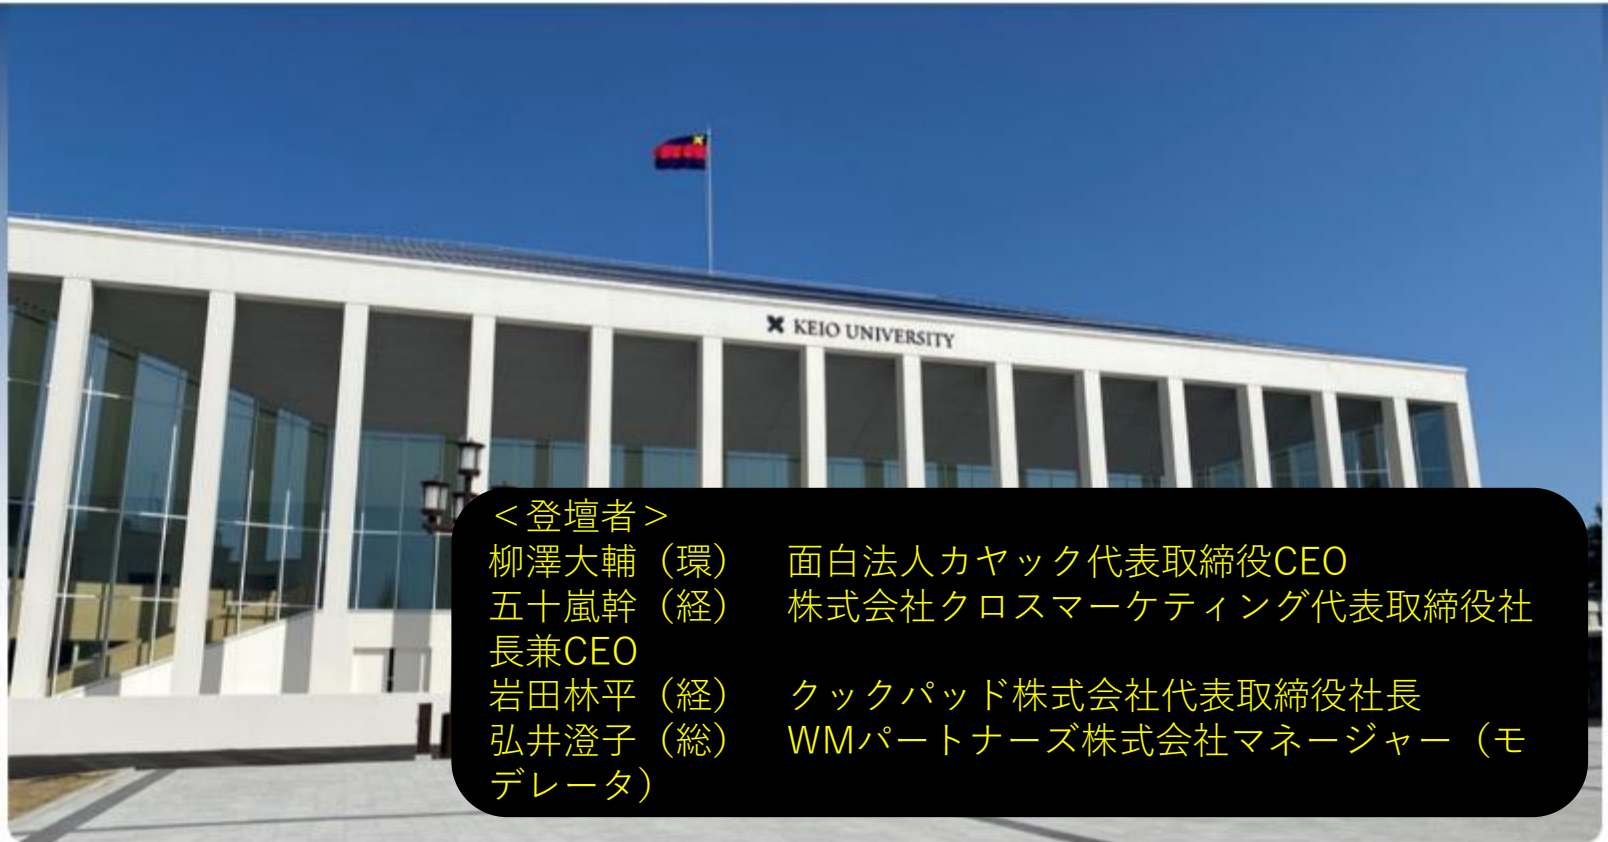 KEIO UNIVERSITY
＜登壇者＞
柳澤大輔（環）　面白法人カヤック代表取締役CEO
五十嵐幹（経）　株式会社クロスマーケティング代表取締役社
長兼CEO
岩田林平（経）　クックパッド株式会社代表取締役社長
弘井澄子（総）　WMパートナーズ株式会社マネージャー（モ
デレータ）